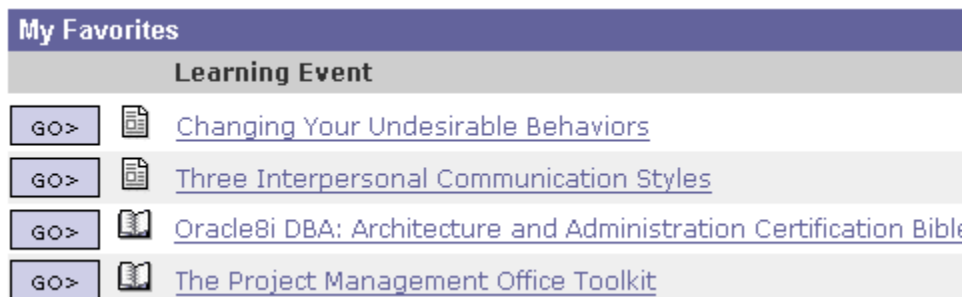 My Favorites
Learning Event
GO> Changing Your Undesirable Behaviors
GO> Three Interpersonal Communication Styles
GO> Oracle8i DBA: Architecture and Administration Certification Bible
GO> The Project Management Office Toolkit